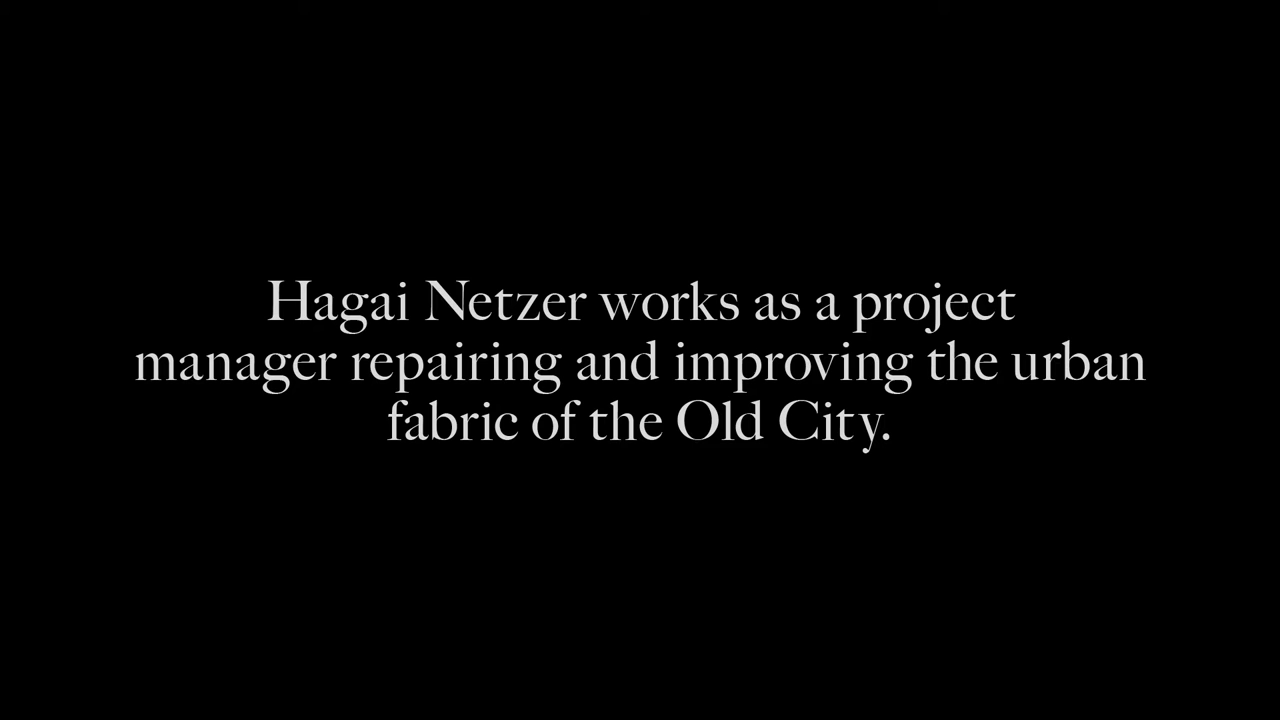 Hagai Netzer works as a project
manager repairing and improving the urban
fabric of the Old City.